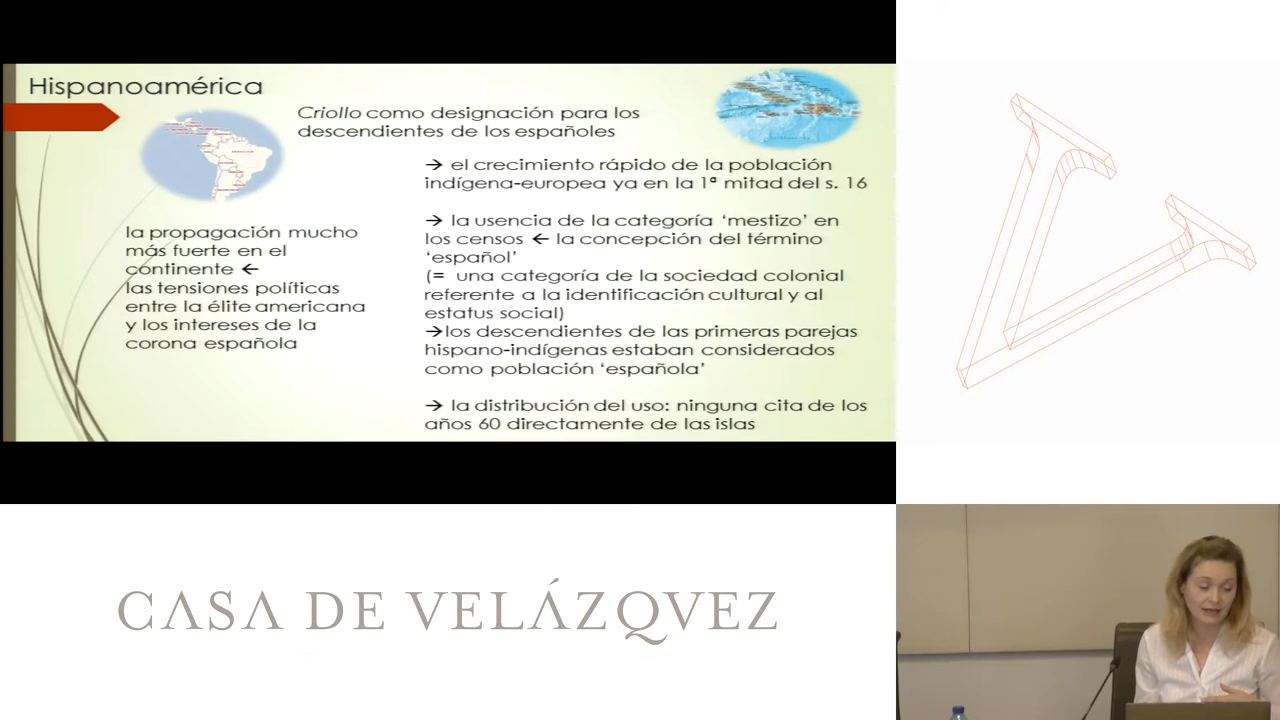 Hispanoamérica
Criollo como designación para los
descendientes de los españoles
la propagación mucho
más fuerte en el
continente ←
las tensiones políticas
entre la élite americana
y los intereses de la
corona española
→ el crecimiento rápido de la población
indígena-europea ya en la 1ª mitad del s. 16
→ la usencia de la categoría ‘mestizo’ en
los censos ← la concepción del término
‘español’
(= una categoría de la sociedad colonial
referente a la identificación cultural y al
estatus social)
→los descendientes de las primeras parejas
hispano-indígenas estaban considerados
como población ‘española’
→ la distribución del uso: ninguna cita de los
años 60 directamente de las islas
CASA DE VELÁZQVEZ